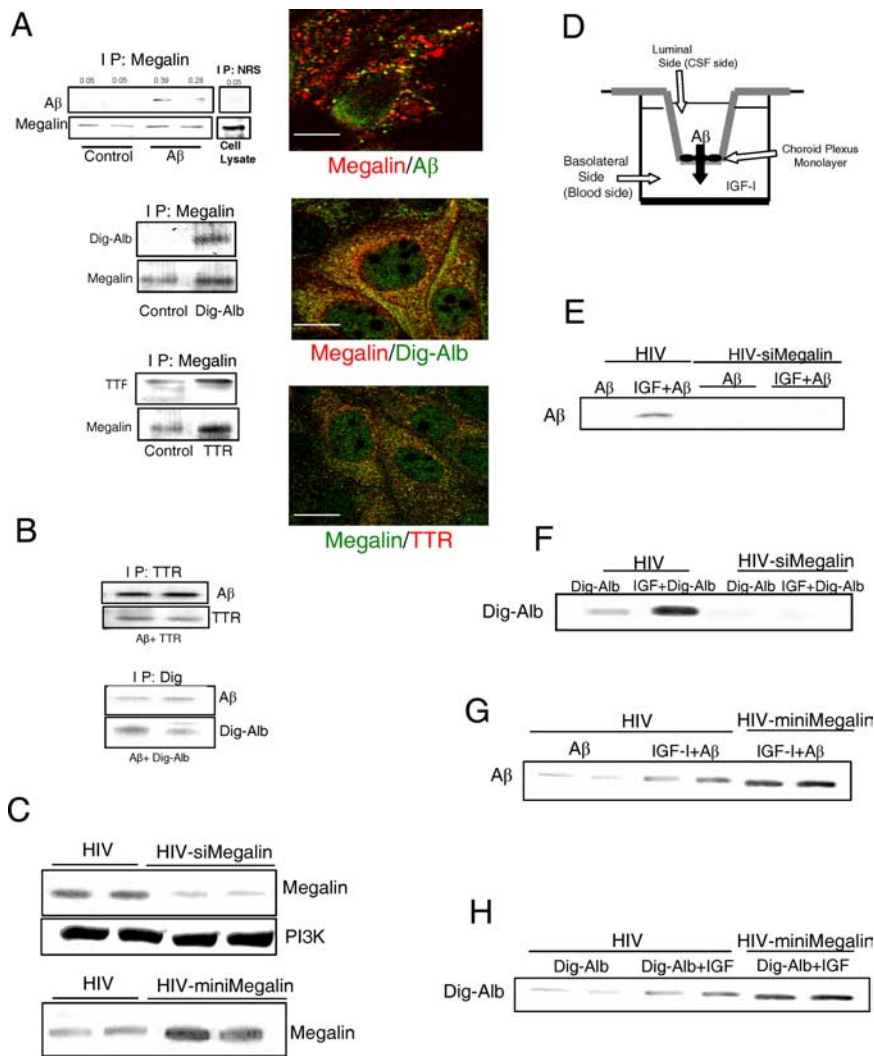 A
I P: Megalin
I P: NRS
0.05 0.05 0.39 0.28 0.05
Aβ
Megalin
Control Aβ
Cell
Lysate
Megalin/Aβ
I P: Megalin
Dig-Alb
Megalin
Control Dig-Alb
Megalin/Dig-Alb
I P: Megalin
TTF
Megalin
Control TTR
Megalin/TTR
B
I P: TTR
Aβ
TTR
Aβ+ TTR
I P: Dig
Aβ
Dig-Alb
Aβ+ Dig-Alb
C
HIV HIV-siMegalin
Megalin
PI3K
HIV HIV-miniMegalin
Megalin
D
Luminal
Side (CSF side)
Aβ
Choroid Plexus
Monolayer
Basolateral
Side
(Blood side)
IGF-I
E
HIV HIV-siMegalin
Aβ IGF+Aβ Aβ IGF+Aβ
Aβ
F
HIV HIV-siMegalin
Dig-Alb IGF+Dig-Alb Dig-Alb IGF+Dig-Alb
Dig-Alb
G
HIV HIV-miniMegalin
Aβ IGF-I+Aβ IGF-I+Aβ
Aβ
H
HIV HIV-miniMegalin
Dig-Alb Dig-Alb+IGF Dig-Alb+IGF
Dig-Alb